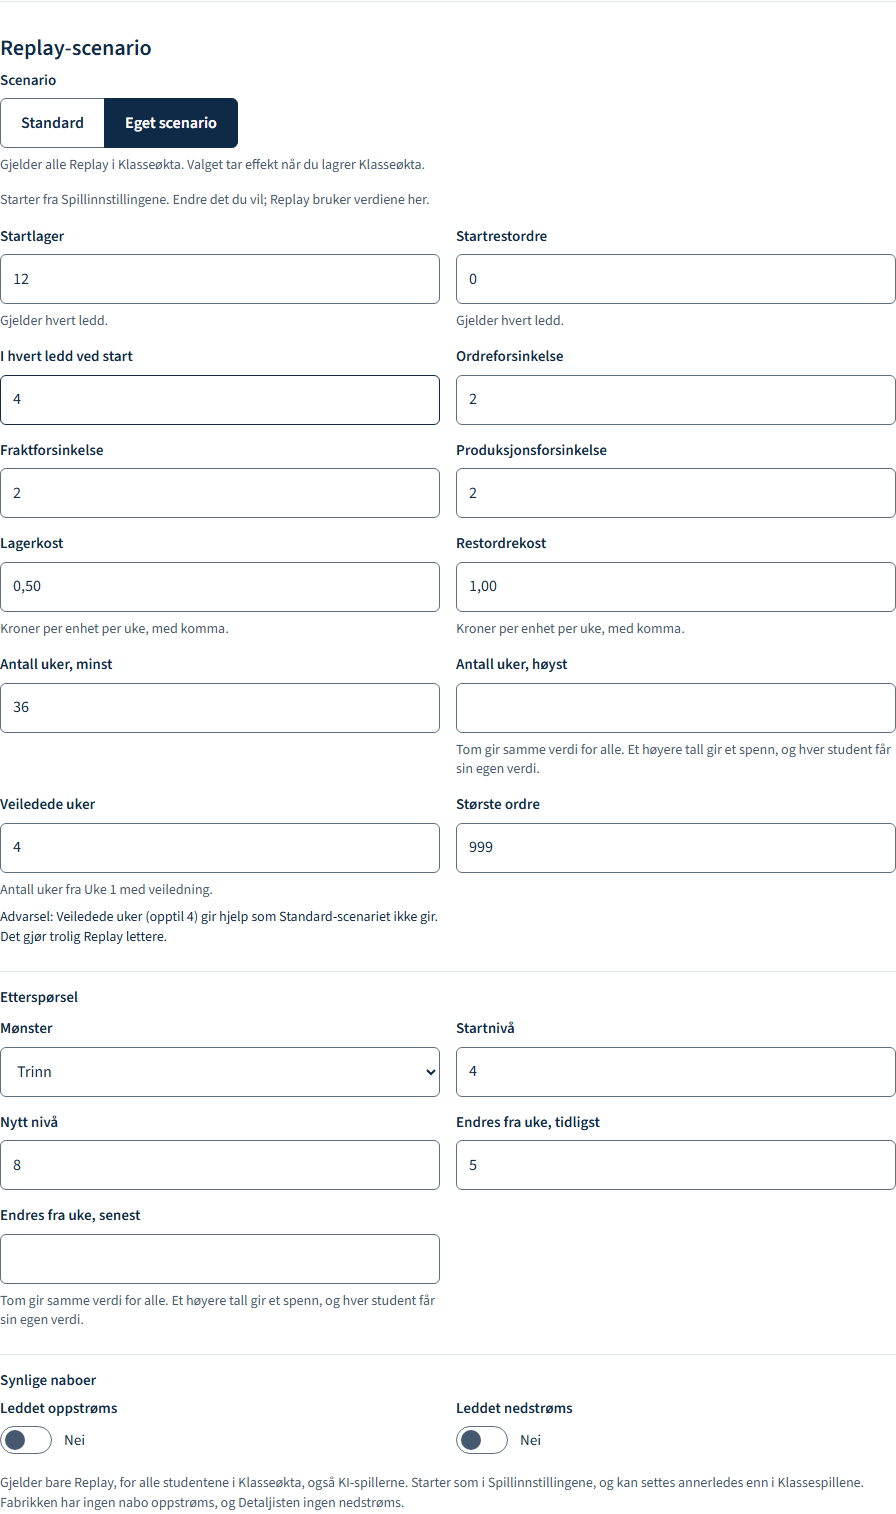 Replay-scenario
Scenario
Standard
Eget scenario
Gjelder alle Replay i Klasseøkta. Valget tar effekt når du lagrer Klasseøkta.
Starter fra Spillinnstillingene. Endre det du vil; Replay bruker verdiene her.
Startlager
Startrestordre
12
0
Gjelder hvert ledd.
Gjelder hvert ledd.
I hvert ledd ved start
Ordreforsinkelse
4
2
Fraktforsinkelse
Produksjonsforsinkelse
2
2
Lagerkost
Restordrekost
0,50
1,00
Kroner per enhet per uke, med komma.
Kroner per enhet per uke, med komma.
Antall uker, minst
Antall uker, høyst
36
Tom gir samme verdi for alle. Et høyere tall gir et spenn, og hver student får
sin egen verdi.
Veiledede uker
Største ordre
4
999
Antall uker fra Uke 1 med veiledning.
Advarsel: Veiledede uker (opptil 4) gir hjelp som Standard-scenariet ikke gir.
Det gjør trolig Replay lettere.
Etterspørsel
Mønster
Startnivå
Trinn
4
Nytt nivå
Endres fra uke, tidligst
8
5
Endres fra uke, senest
Tom gir samme verdi for alle. Et høyere tall gir et spenn, og hver student får
sin egen verdi.
Synlige naboer
Leddet oppstrøms
Leddet nedstrøms
Nei
Nei
Gjelder bare Replay, for alle studentene i Klasseøkta, også KI-spillerne. Starter som i Spillinnstillingene, og kan settes annerledes enn i Klassespillene.
Fabrikken har ingen nabo oppstrøms, og Detaljisten ingen nedstrøms.